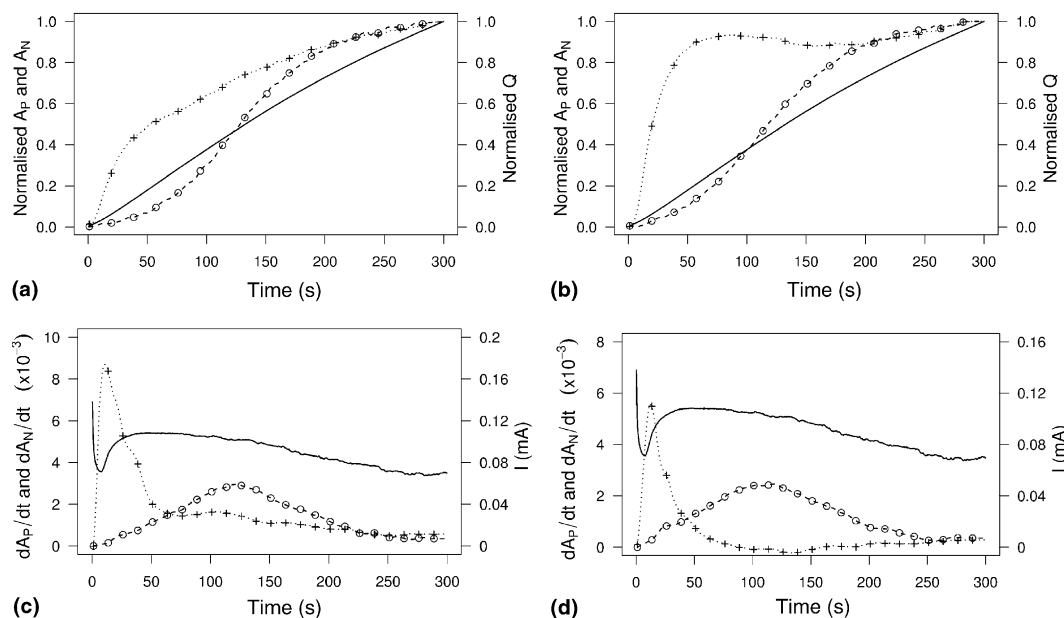 Normalised A_P and A_N
1.0
0.8
0.6
0.4
0.2
0.0
1.0
0.8
0.6
0.4
0.2
0.0
Normalised Q
0 50 100 150 200 250 300
(a)
Time (s)
Normalised A_P and A_N
1.0
0.8
0.6
0.4
0.2
0.0
1.0
0.8
0.6
0.4
0.2
0.0
Normalised Q
0 50 100 150 200 250 300
(b)
Time (s)
dA_P/dt and dA_N/dt (x10⁻³)
10
8
6
4
2
0
0.2
0.16
0.12
0.08
0.04
0
I (mA)
0 50 100 150 200 250 300
(c)
Time (s)
dA_P/dt and dA_N/dt (x10⁻³)
8
6
4
2
0
0.16
0.12
0.08
0.04
0
I (mA)
0 50 100 150 200 250 300
(d)
Time (s)